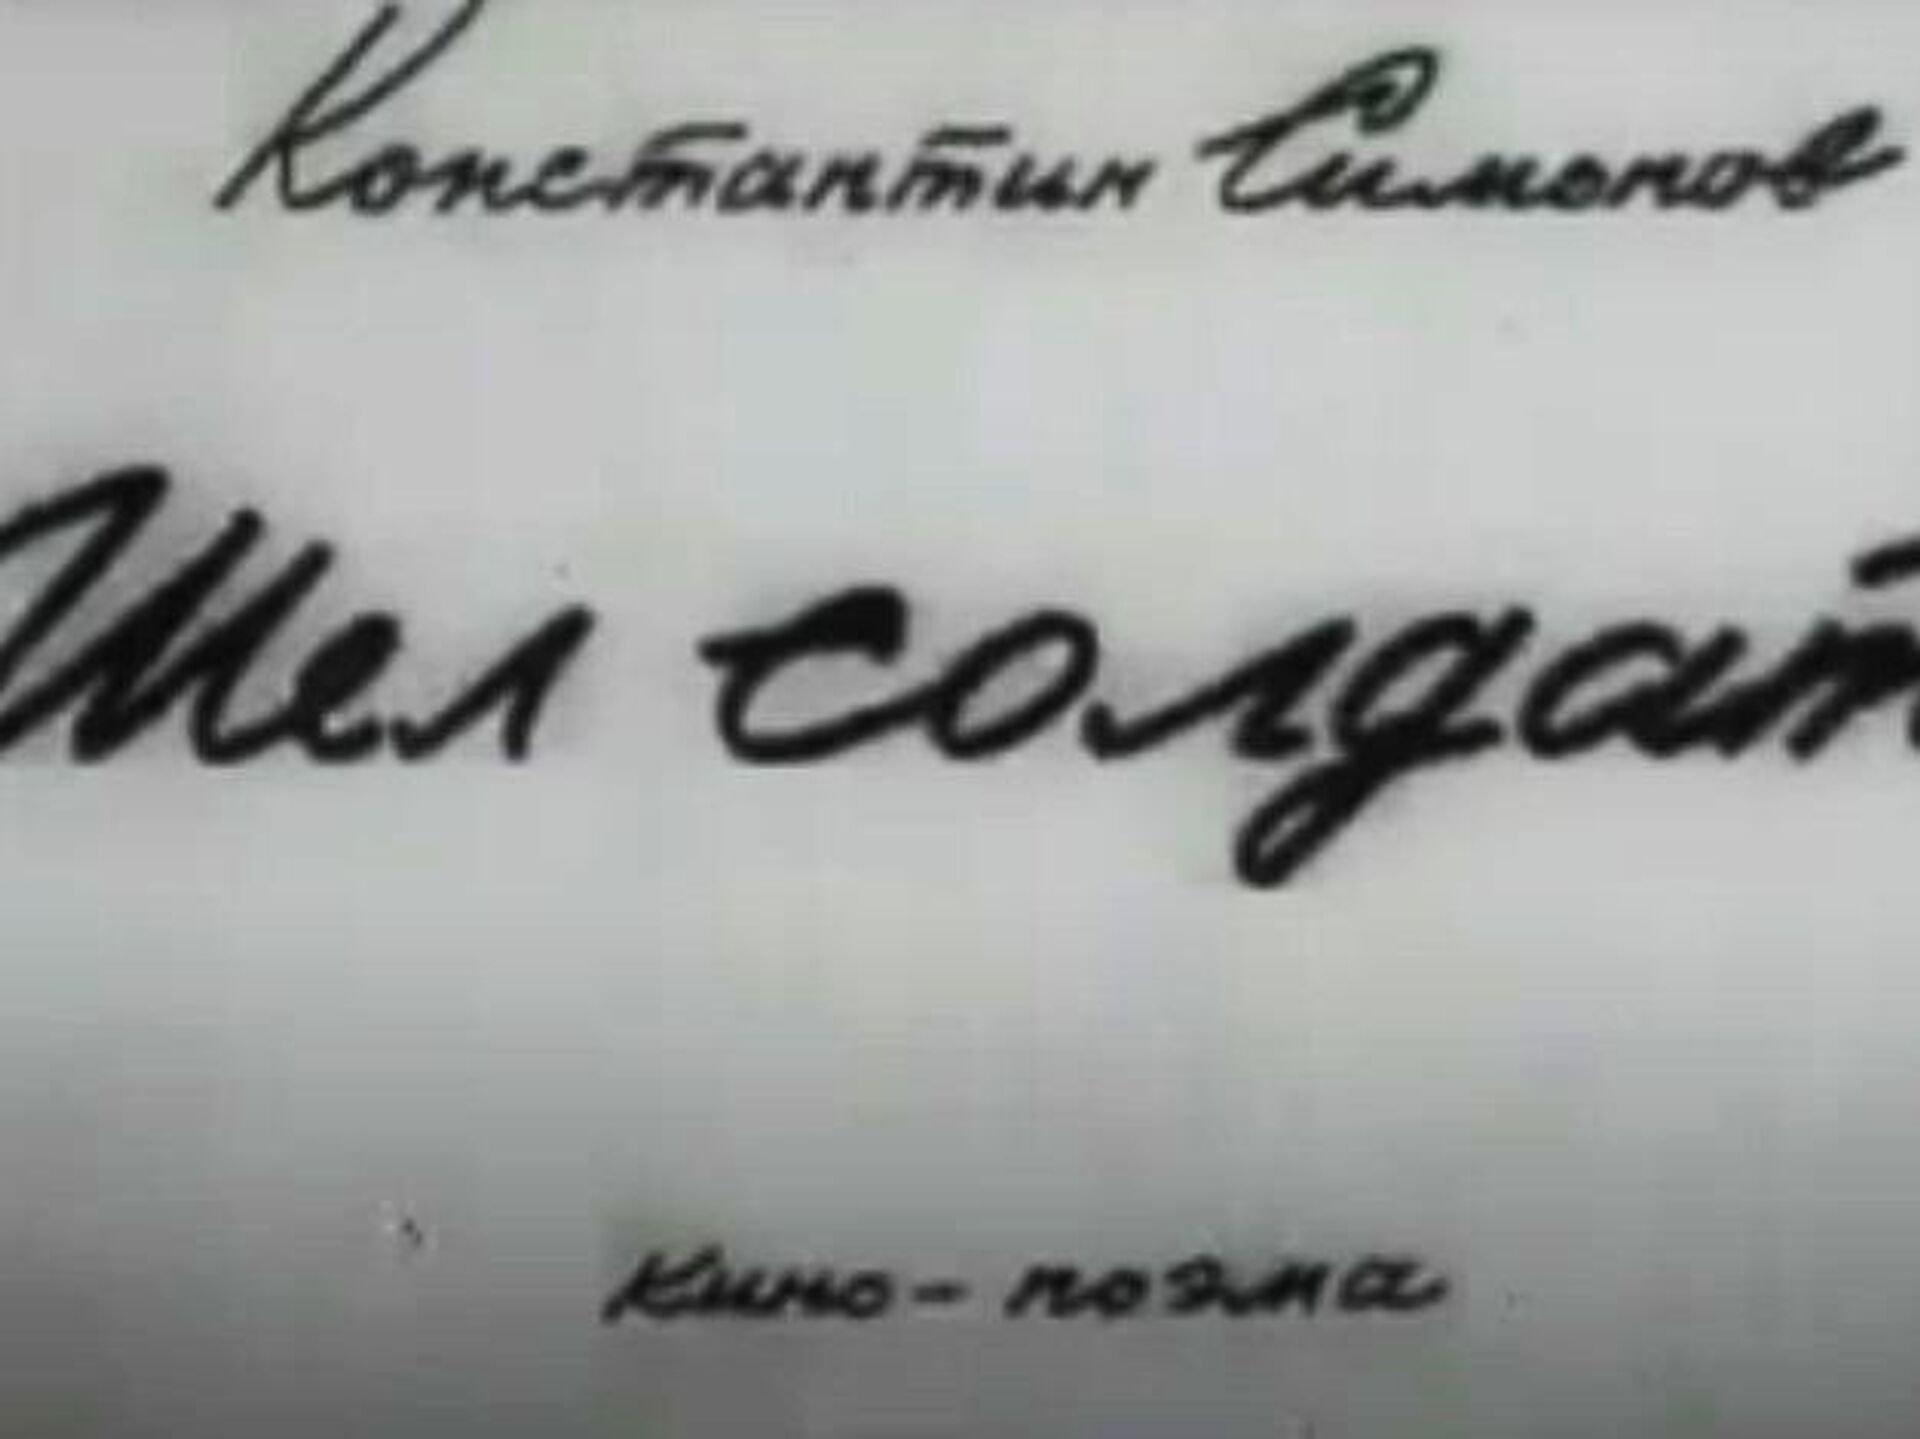 Константин Симонов
Шел солдат
Кино-поэма